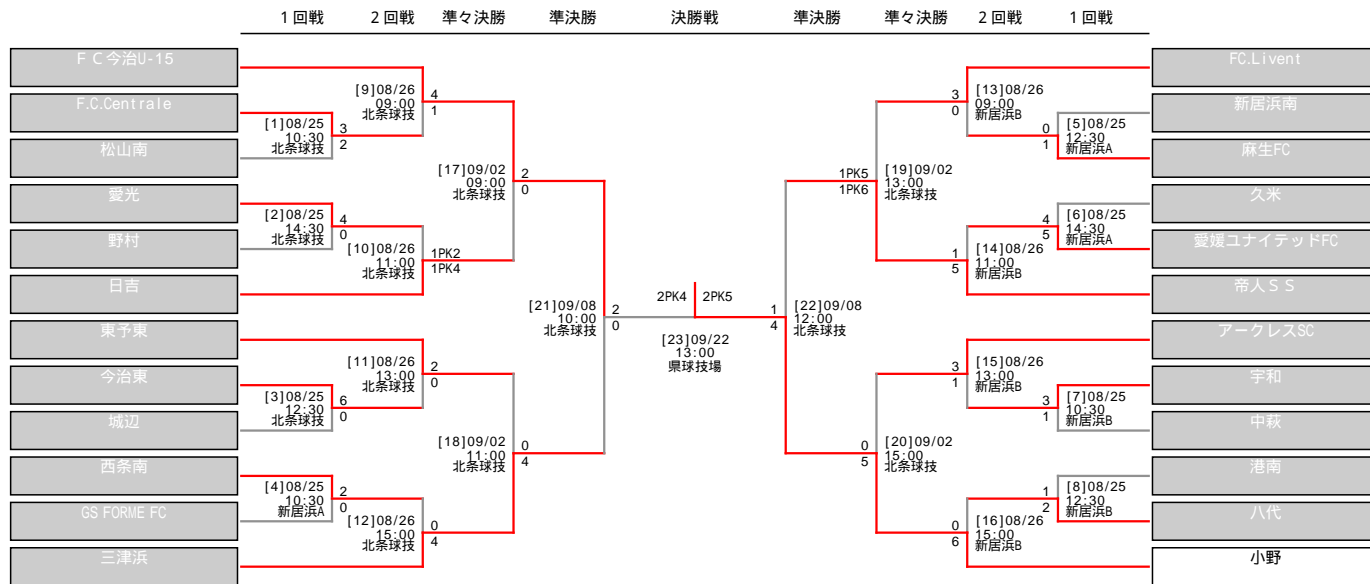 1回戦 2回戦 準々決勝 準決勝 決勝戦 準決勝 準々決勝 2回戦 1回戦
ＦＣ今治U-15
F.C.Centrale
松山南
愛光
野村
日吉
東予東
今治東
城辺
西条南
GS FORME FC
三津浜
[1]08/25
10:30
北条球技
3
2
[2]08/25
14:30
北条球技
4
0
[3]08/25
12:30
北条球技
6
0
[4]08/25
10:30
新居浜A
2
0
[9]08/26
09:00
北条球技
4
1
[10]08/26
11:00
北条球技
1PK2
1PK4
[11]08/26
13:00
北条球技
2
0
[12]08/26
15:00
北条球技
0
4
[17]09/02
09:00
北条球技
2
0
[18]09/02
11:00
北条球技
0
4
[21]09/08
10:00
北条球技
2
0
2PK4 2PK5
[23]09/22
13:00
県球技場
1
4
[22]09/08
12:00
北条球技
1PK5
1PK6
[19]09/02
13:00
北条球技
0
5
[20]09/02
15:00
北条球技
3
0
[13]08/26
09:00
新居浜B
1
5
[14]08/26
11:00
新居浜B
3
1
[15]08/26
13:00
新居浜B
0
6
[16]08/26
15:00
新居浜B
0
1
[5]08/25
12:30
新居浜A
4
5
[6]08/25
14:30
新居浜A
3
1
[7]08/25
10:30
新居浜B
1
2
[8]08/25
12:30
新居浜B
FC.Livent
新居浜南
麻生FC
久米
愛媛ユナイテッドFC
帝人ＳＳ
アークレスSC
宇和
中萩
港南
八代
小野